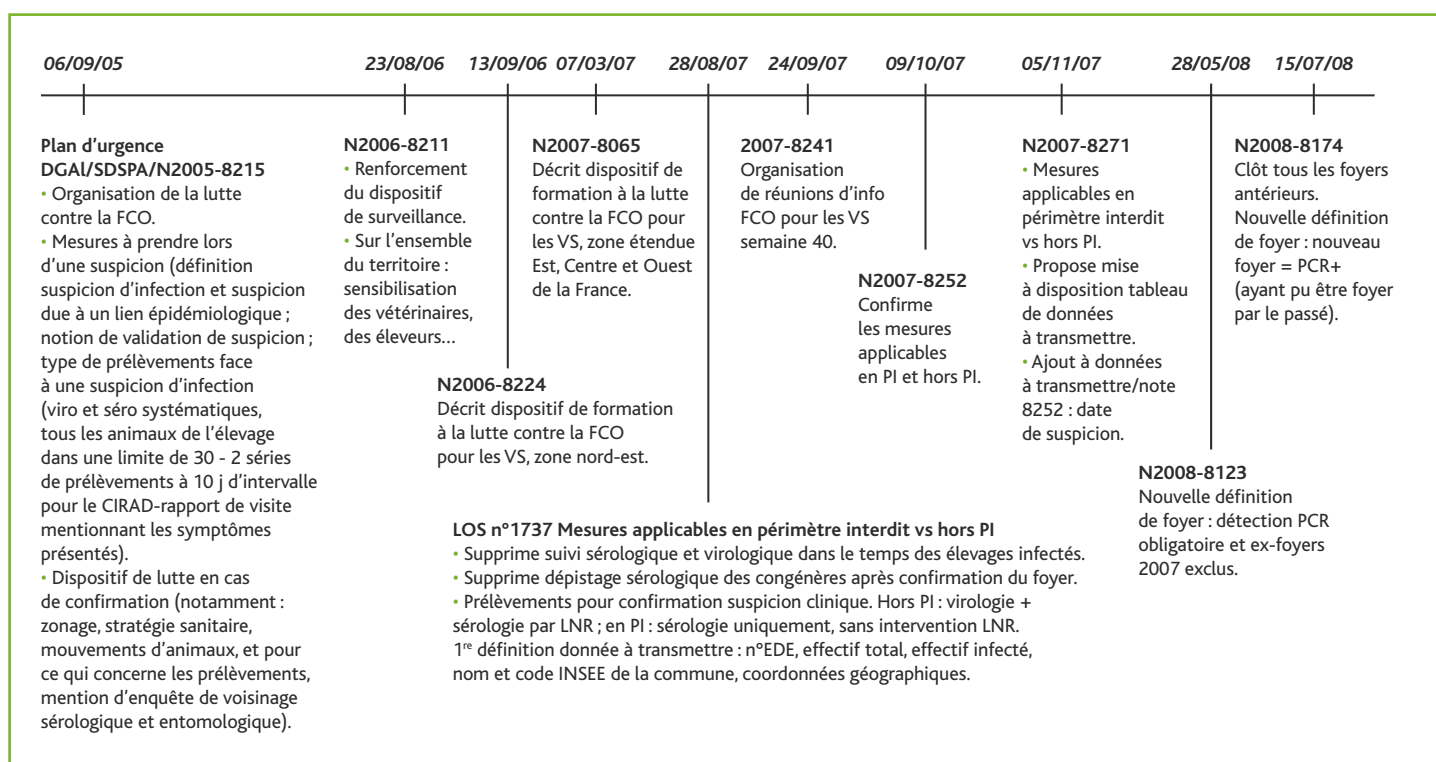 06/09/05
23/08/06
13/09/06
07/03/07
28/08/07
24/09/07
09/10/07
05/11/07
28/05/08
15/07/08
Plan d'urgence
DGAl/SDSPA/N2005-8215
• Organisation de la lutte
contre la FCO.
• Mesures à prendre lors
d'une suspicion (définition
suspicion d'infection et suspicion
due à un lien épidémiologique ;
notion de validation de suspicion ;
type de prélèvements face
à une suspicion d'infection
(viro et séro systématiques,
tous les animaux de l'élevage
dans une limite de 30 - 2 séries
de prélèvements à 10 j d'intervalle
pour le CIRAD-rapport de visite
mentionnant les symptômes
présentés).
• Dispositif de lutte en cas
de confirmation (notamment :
zonage, stratégie sanitaire,
mouvements d'animaux, et pour
ce qui concerne les prélèvements,
mention d'enquête de voisinage
sérologique et entomologique).
N2006-8211
• Renforcement
du dispositif
de surveillance.
• Sur l'ensemble
du territoire :
sensibilisation
des vétérinaires,
des éleveurs...
N2006-8224
Décrit dispositif de formation
à la lutte contre la FCO
pour les VS, zone nord-est.
N2007-8065
Décrit dispositif de
formation à la lutte
contre la FCO pour
les VS, zone étendue
Est, Centre et Ouest
de la France.
LOS n°1737 Mesures applicables en périmètre interdit vs hors PI
• Supprime suivi sérologique et virologique dans le temps des élevages infectés.
• Supprime dépistage sérologique des congénères après confirmation du foyer.
• Prélèvements pour confirmation suspicion clinique. Hors PI : virologie +
sérologie par LNR ; en PI : sérologie uniquement, sans intervention LNR.
1re définition donnée à transmettre : n°EDE, effectif total, effectif infecté,
nom et code INSEE de la commune, coordonnées géographiques.
2007-8241
Organisation
de réunions d'info
FCO pour les VS
semaine 40.
N2007-8252
Confirme
les mesures
applicables
en PI et hors PI.
N2007-8271
• Mesures
applicables en
périmètre interdit
vs hors PI.
• Propose mise
à disposition tableau
de données
à transmettre.
• Ajout à données
à transmettre/note
8252 : date
de suspicion.
N2008-8123
Nouvelle définition
de foyer : détection PCR
obligatoire et ex-foyers
2007 exclus.
N2008-8174
Clôt tous les foyers
antérieurs.
Nouvelle définition
de foyer : nouveau
foyer = PCR+
(ayant pu être foyer
par le passé).